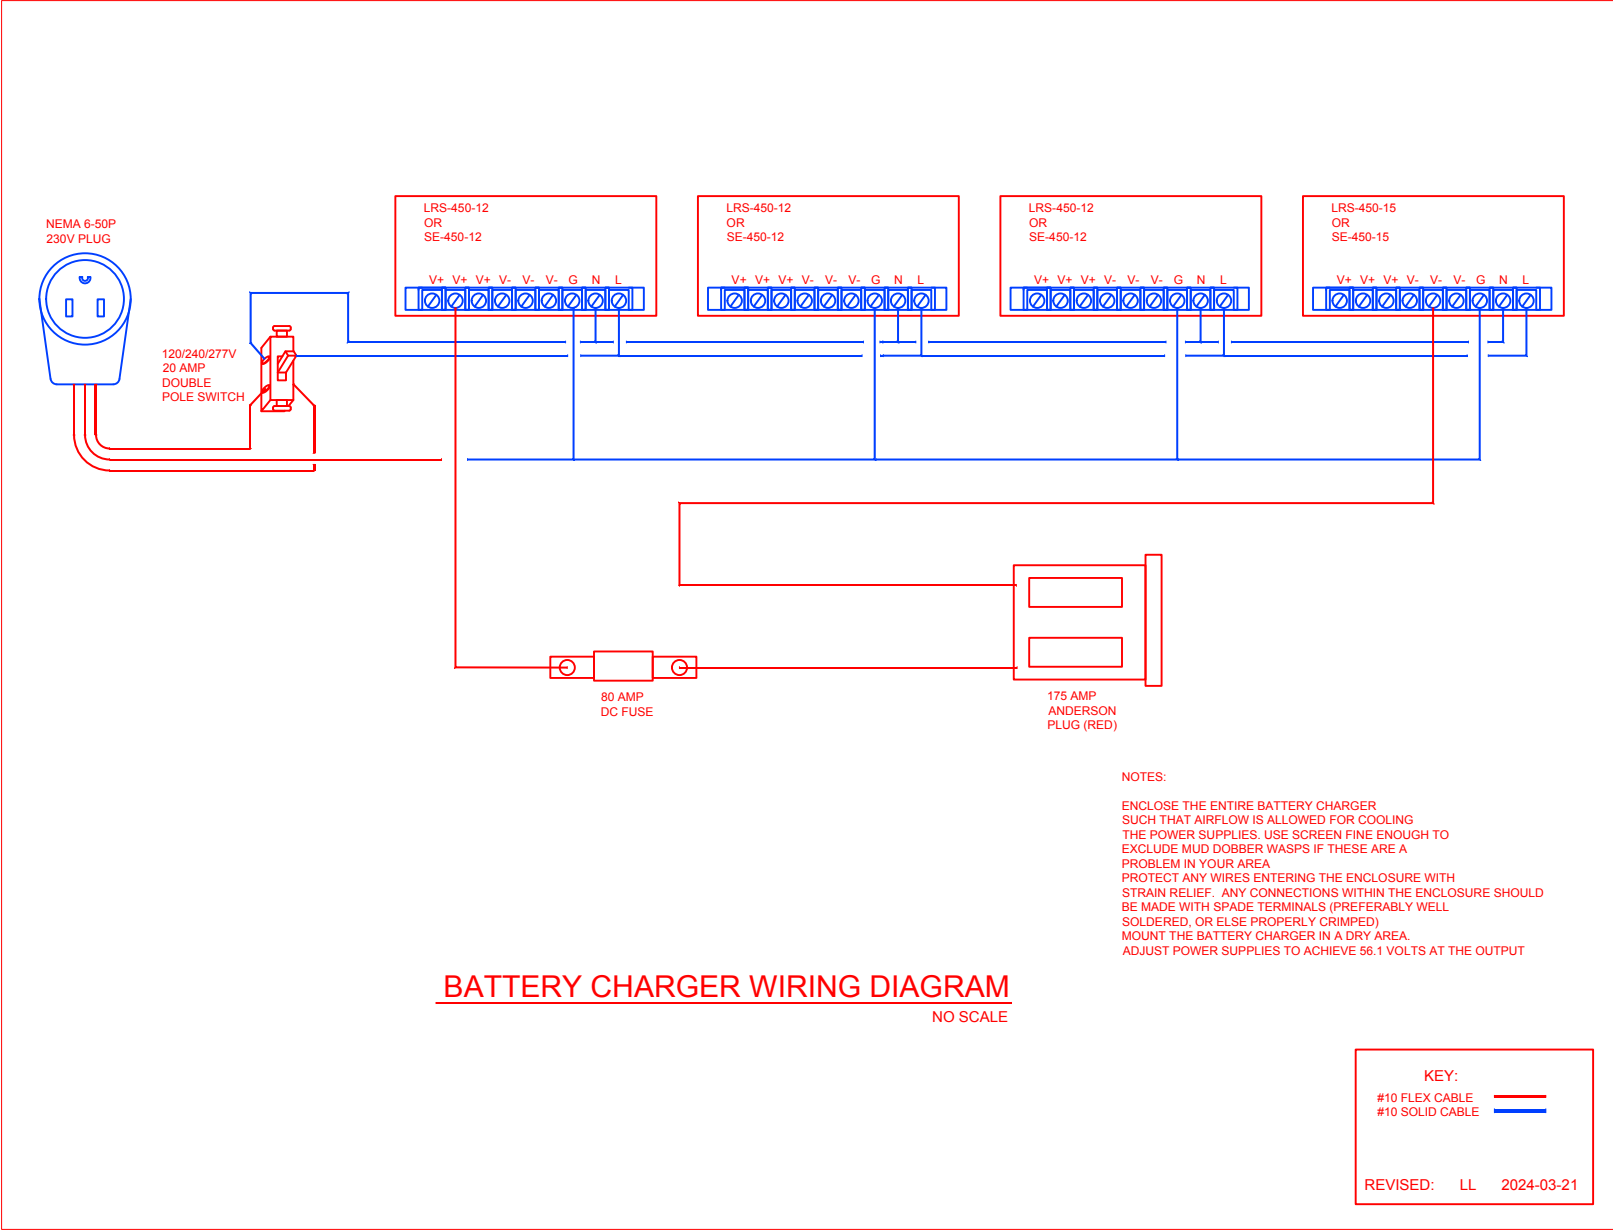 NEMA 6-50P
230V PLUG
120/240/277V
20 AMP
DOUBLE
POLE SWITCH
LRS-450-12
OR
SE-450-12
V+ V+ V+ V- V- V- G N L
LRS-450-12
OR
SE-450-12
V+ V+ V+ V- V- V- G N L
LRS-450-12
OR
SE-450-12
V+ V+ V+ V- V- V- G N L
LRS-450-15
OR
SE-450-15
V+ V+ V+ V- V- V- G N L
80 AMP
DC FUSE
175 AMP
ANDERSON
PLUG (RED)
NOTES:
ENCLOSE THE ENTIRE BATTERY CHARGER
SUCH THAT AIRFLOW IS ALLOWED FOR COOLING
THE POWER SUPPLIES. USE SCREEN FINE ENOUGH TO
EXCLUDE MUD DOBBER WASPS IF THESE ARE A
PROBLEM IN YOUR AREA
PROTECT ANY WIRES ENTERING THE ENCLOSURE WITH
STRAIN RELIEF.  ANY CONNECTIONS WITHIN THE ENCLOSURE SHOULD
BE MADE WITH SPADE TERMINALS (PREFERABLY WELL
SOLDERED, OR ELSE PROPERLY CRIMPED)
MOUNT THE BATTERY CHARGER IN A DRY AREA.
ADJUST POWER SUPPLIES TO ACHIEVE 56.1 VOLTS AT THE OUTPUT
BATTERY CHARGER WIRING DIAGRAM
NO SCALE
KEY:
#10 FLEX CABLE
#10 SOLID CABLE
REVISED: LL 2024-03-21